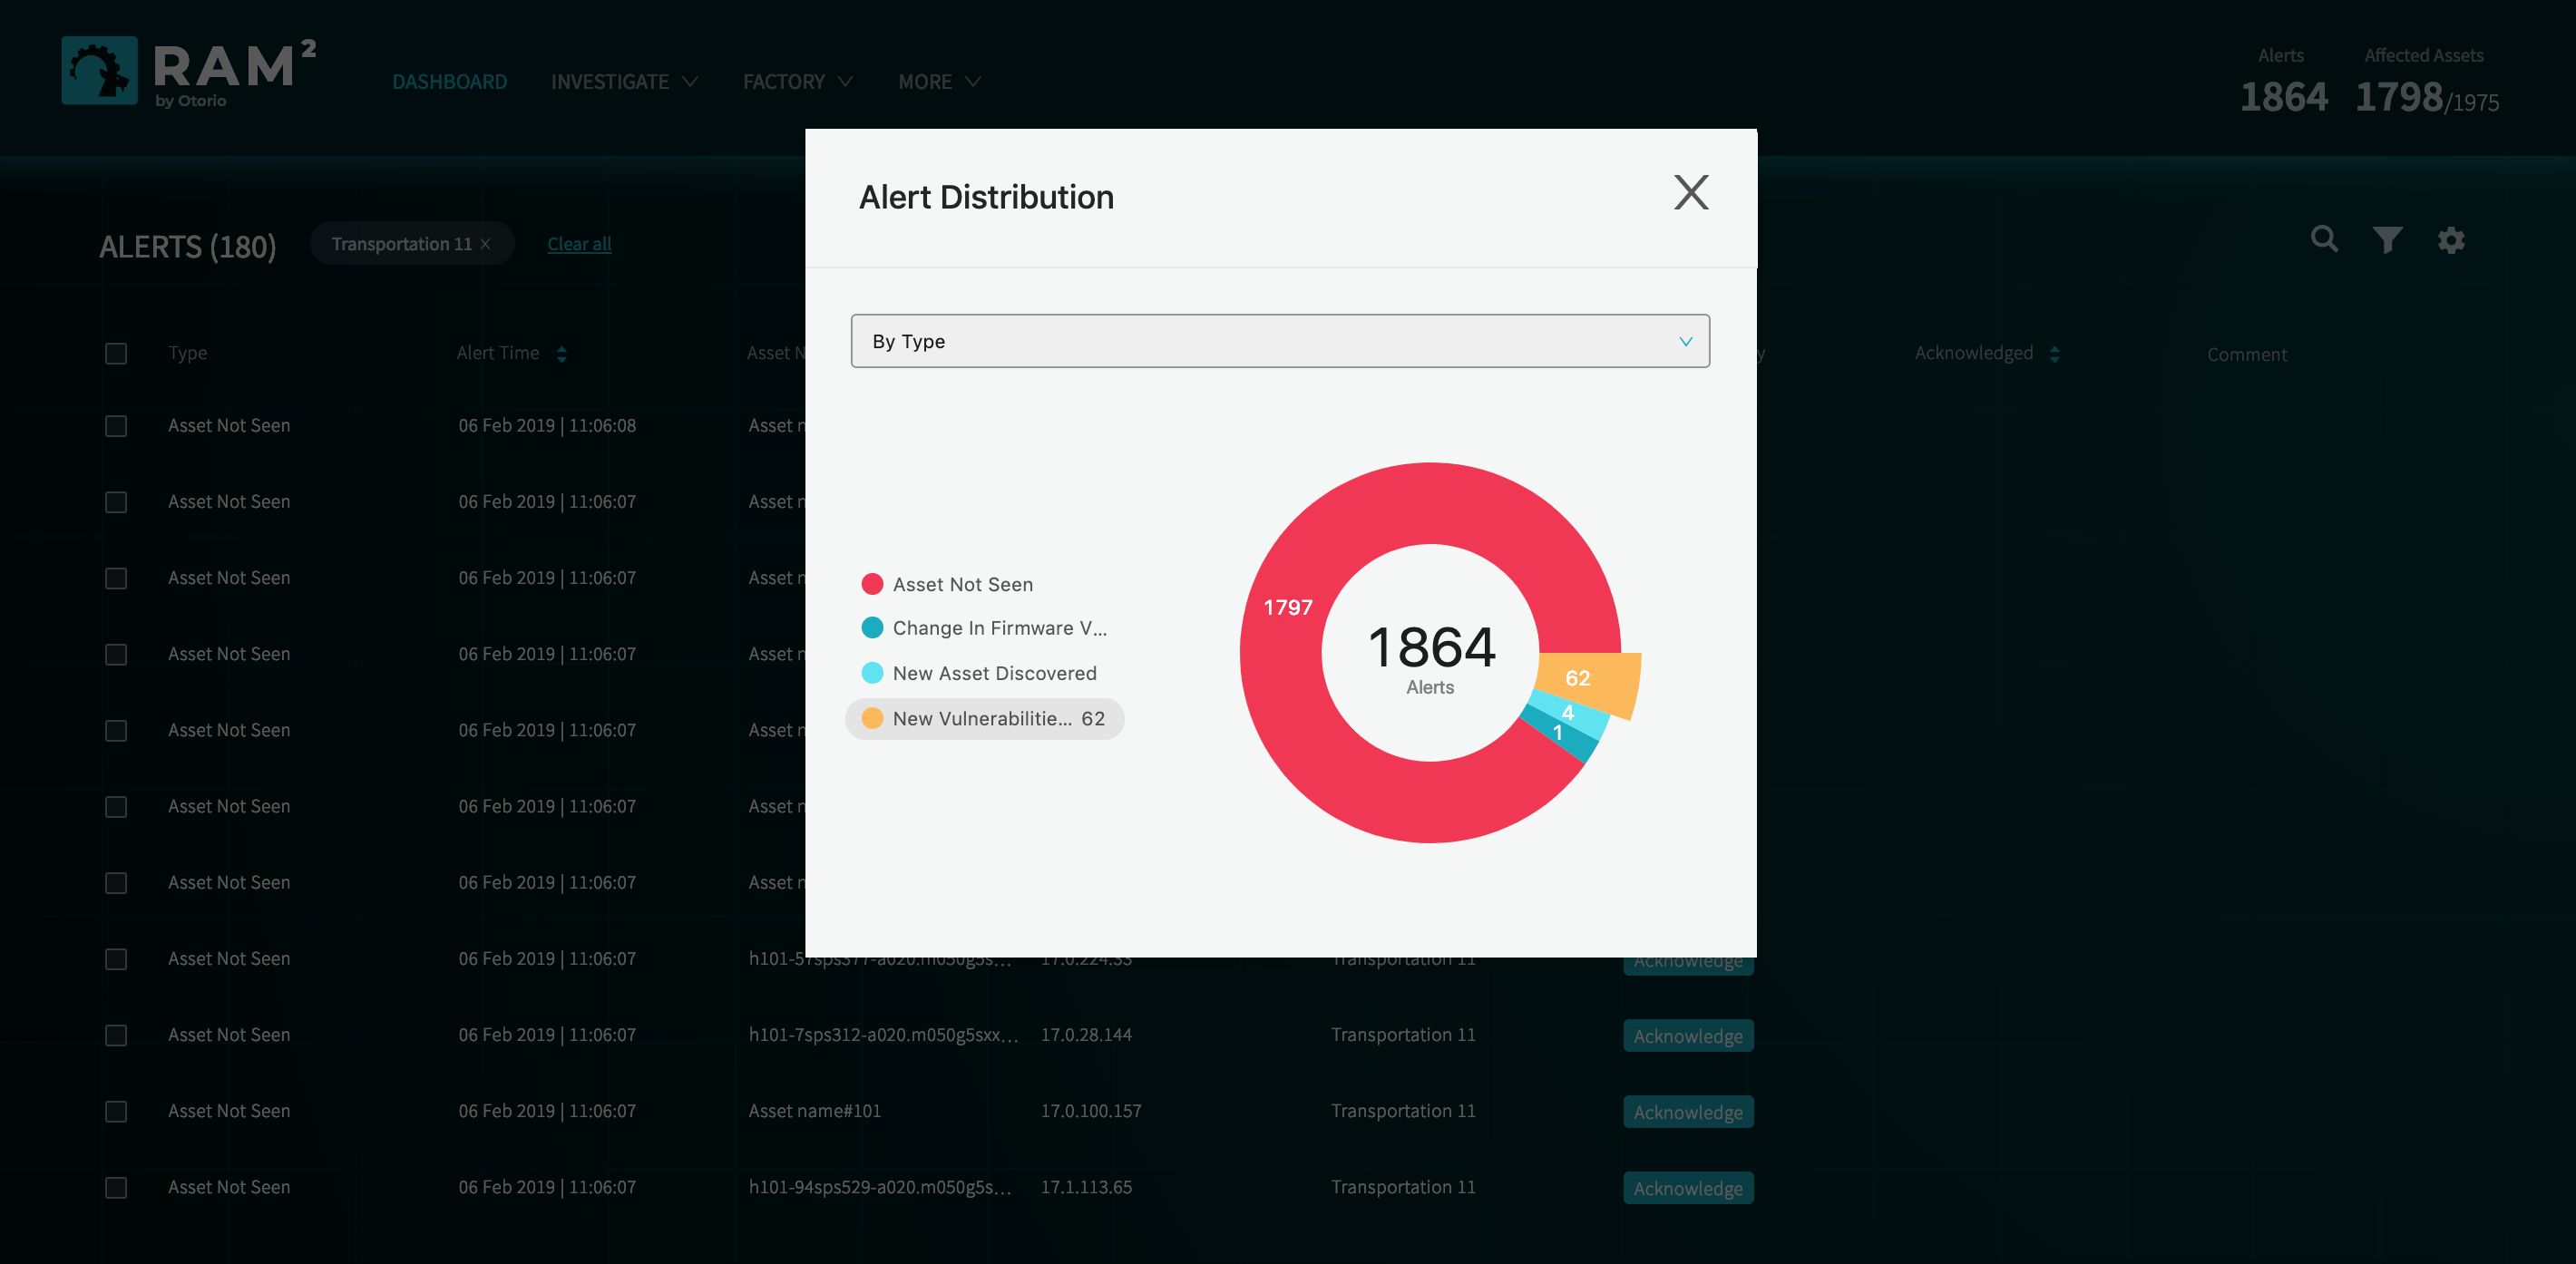 RAM²
by Otorio
DASHBOARD INVESTIGATE FACTORY MORE
Alerts Affected Assets
1864 1798/1975
ALERTS (180) Transportation 11 × Clear all
Alert Distribution
By Type
Asset Not Seen
Change In Firmware V...
New Asset Discovered
New Vulnerabilitie... 62
1797
62
4
1
1864
Alerts
Type Alert Time Asset Acknowledged Comment
Asset Not Seen 06 Feb 2019 | 11:06:08 Asset
Asset Not Seen 06 Feb 2019 | 11:06:07 Asset
Asset Not Seen 06 Feb 2019 | 11:06:07 Asset
Asset Not Seen 06 Feb 2019 | 11:06:07 Asset
Asset Not Seen 06 Feb 2019 | 11:06:07 Asset
Asset Not Seen 06 Feb 2019 | 11:06:07 Asset
Asset Not Seen 06 Feb 2019 | 11:06:07 Asset
Asset Not Seen 06 Feb 2019 | 11:06:07 Transportation 11 Acknowledge
Asset Not Seen 06 Feb 2019 | 11:06:07 h101-7sps312-a020.m050g5sxx... 17.0.28.144 Transportation 11 Acknowledge
Asset Not Seen 06 Feb 2019 | 11:06:07 Asset name#101 17.0.100.157 Transportation 11 Acknowledge
Asset Not Seen 06 Feb 2019 | 11:06:07 h101-94sps529-a020.m050g5s... 17.1.113.65 Transportation 11 Acknowledge